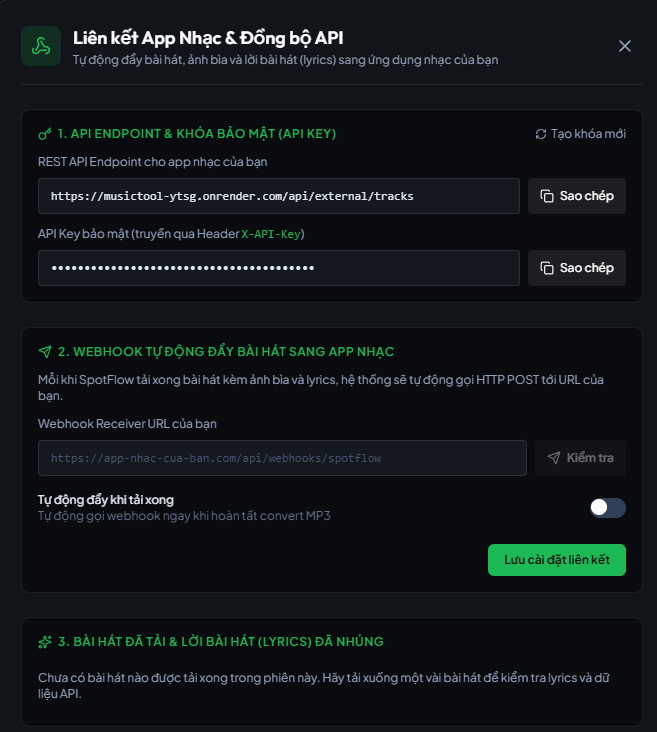 Liên kết App Nhạc & Đồng bộ API
Tự động đẩy bài hát, ảnh bìa và lời bài hát (lyrics) sang ứng dụng nhạc của bạn
1. API ENDPOINT & KHÓA BẢO MẬT (API KEY)
Tạo khóa mới
REST API Endpoint cho app nhạc của bạn
https://musictool-ytsg.onrender.com/api/external/tracks
Sao chép
API Key bảo mật (truyền qua Header X-API-Key)
••••••••••••••••••••••••••••••••••••••••
Sao chép
2. WEBHOOK TỰ ĐỘNG ĐẨY BÀI HÁT SANG APP NHẠC
Mỗi khi SpotFlow tải xong bài hát kèm ảnh bìa và lyrics, hệ thống sẽ tự động gọi HTTP POST tới URL của
bạn.
Webhook Receiver URL của bạn
https://app-nhac-cua-ban.com/api/webhooks/spotflow
Kiểm tra
Tự động đẩy khi tải xong
Tự động gọi webhook ngay khi hoàn tất convert MP3
Lưu cài đặt liên kết
3. BÀI HÁT ĐÃ TẢI & LỜI BÀI HÁT (LYRICS) ĐÃ NHÚNG
Chưa có bài hát nào được tải xong trong phiên này. Hãy tải xuống một vài bài hát để kiểm tra lyrics và dữ
liệu API.